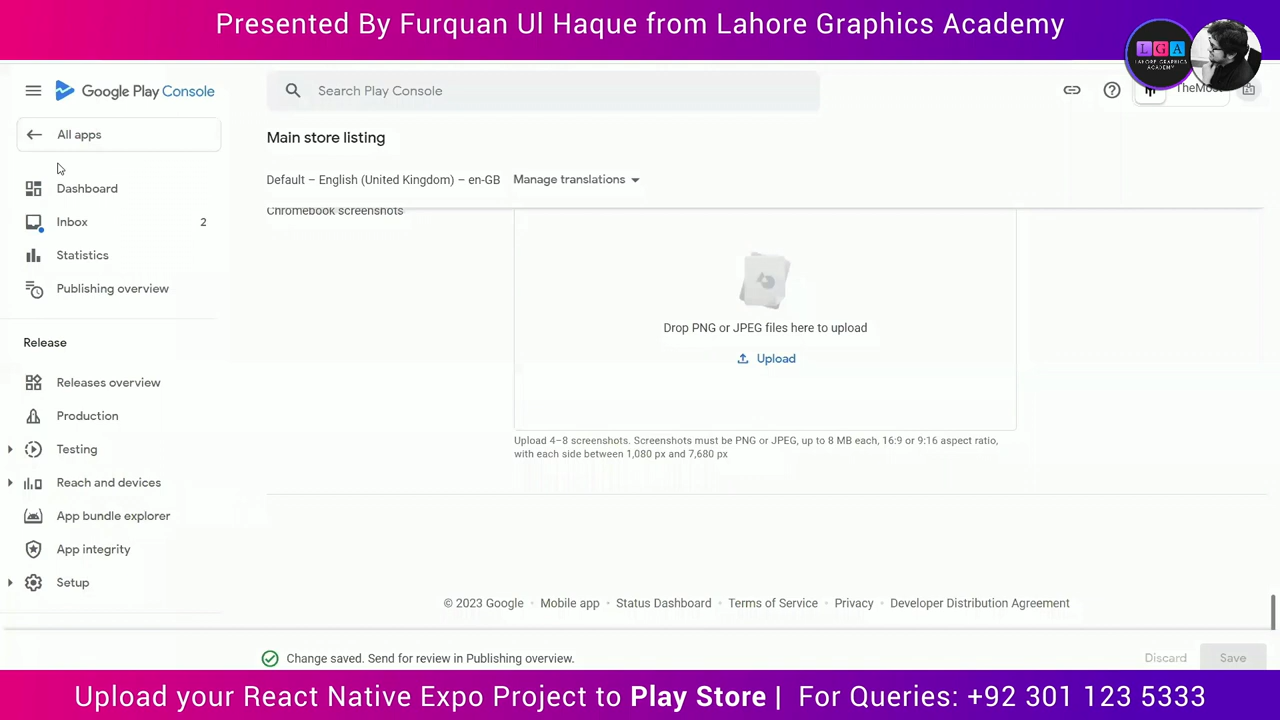 Presented By Furquan Ul Haque from Lahore Graphics Academy
LGA
LAHORE GRAPHICS
ACADEMY
Google Play Console
Search Play Console
All apps
Main store listing
Default – English (United Kingdom) – en-GB Manage translations
Dashboard
Inbox 2
Statistics
Publishing overview
Release
Releases overview
Production
Testing
Reach and devices
App bundle explorer
App integrity
Setup
Chromebook screenshots
Drop PNG or JPEG files here to upload
Upload
Upload 4–8 screenshots. Screenshots must be PNG or JPEG, up to 8 MB each, 16:9 or 9:16 aspect ratio,
with each side between 1,080 px and 7,680 px
© 2023 Google · Mobile app · Status Dashboard · Terms of Service · Privacy · Developer Distribution Agreement
Change saved. Send for review in Publishing overview.
Discard Save
Upload your React Native Expo Project to Play Store | For Queries: +92 301 123 5333